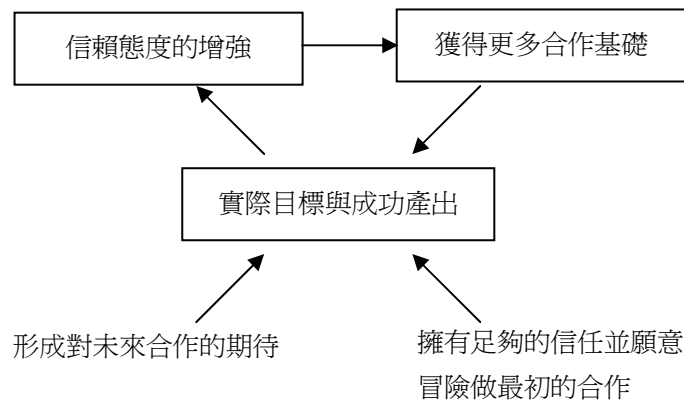 信賴態度的增強
獲得更多合作基礎
實際目標與成功產出
形成對未來合作的期待
擁有足夠的信任並願意
冒險做最初的合作